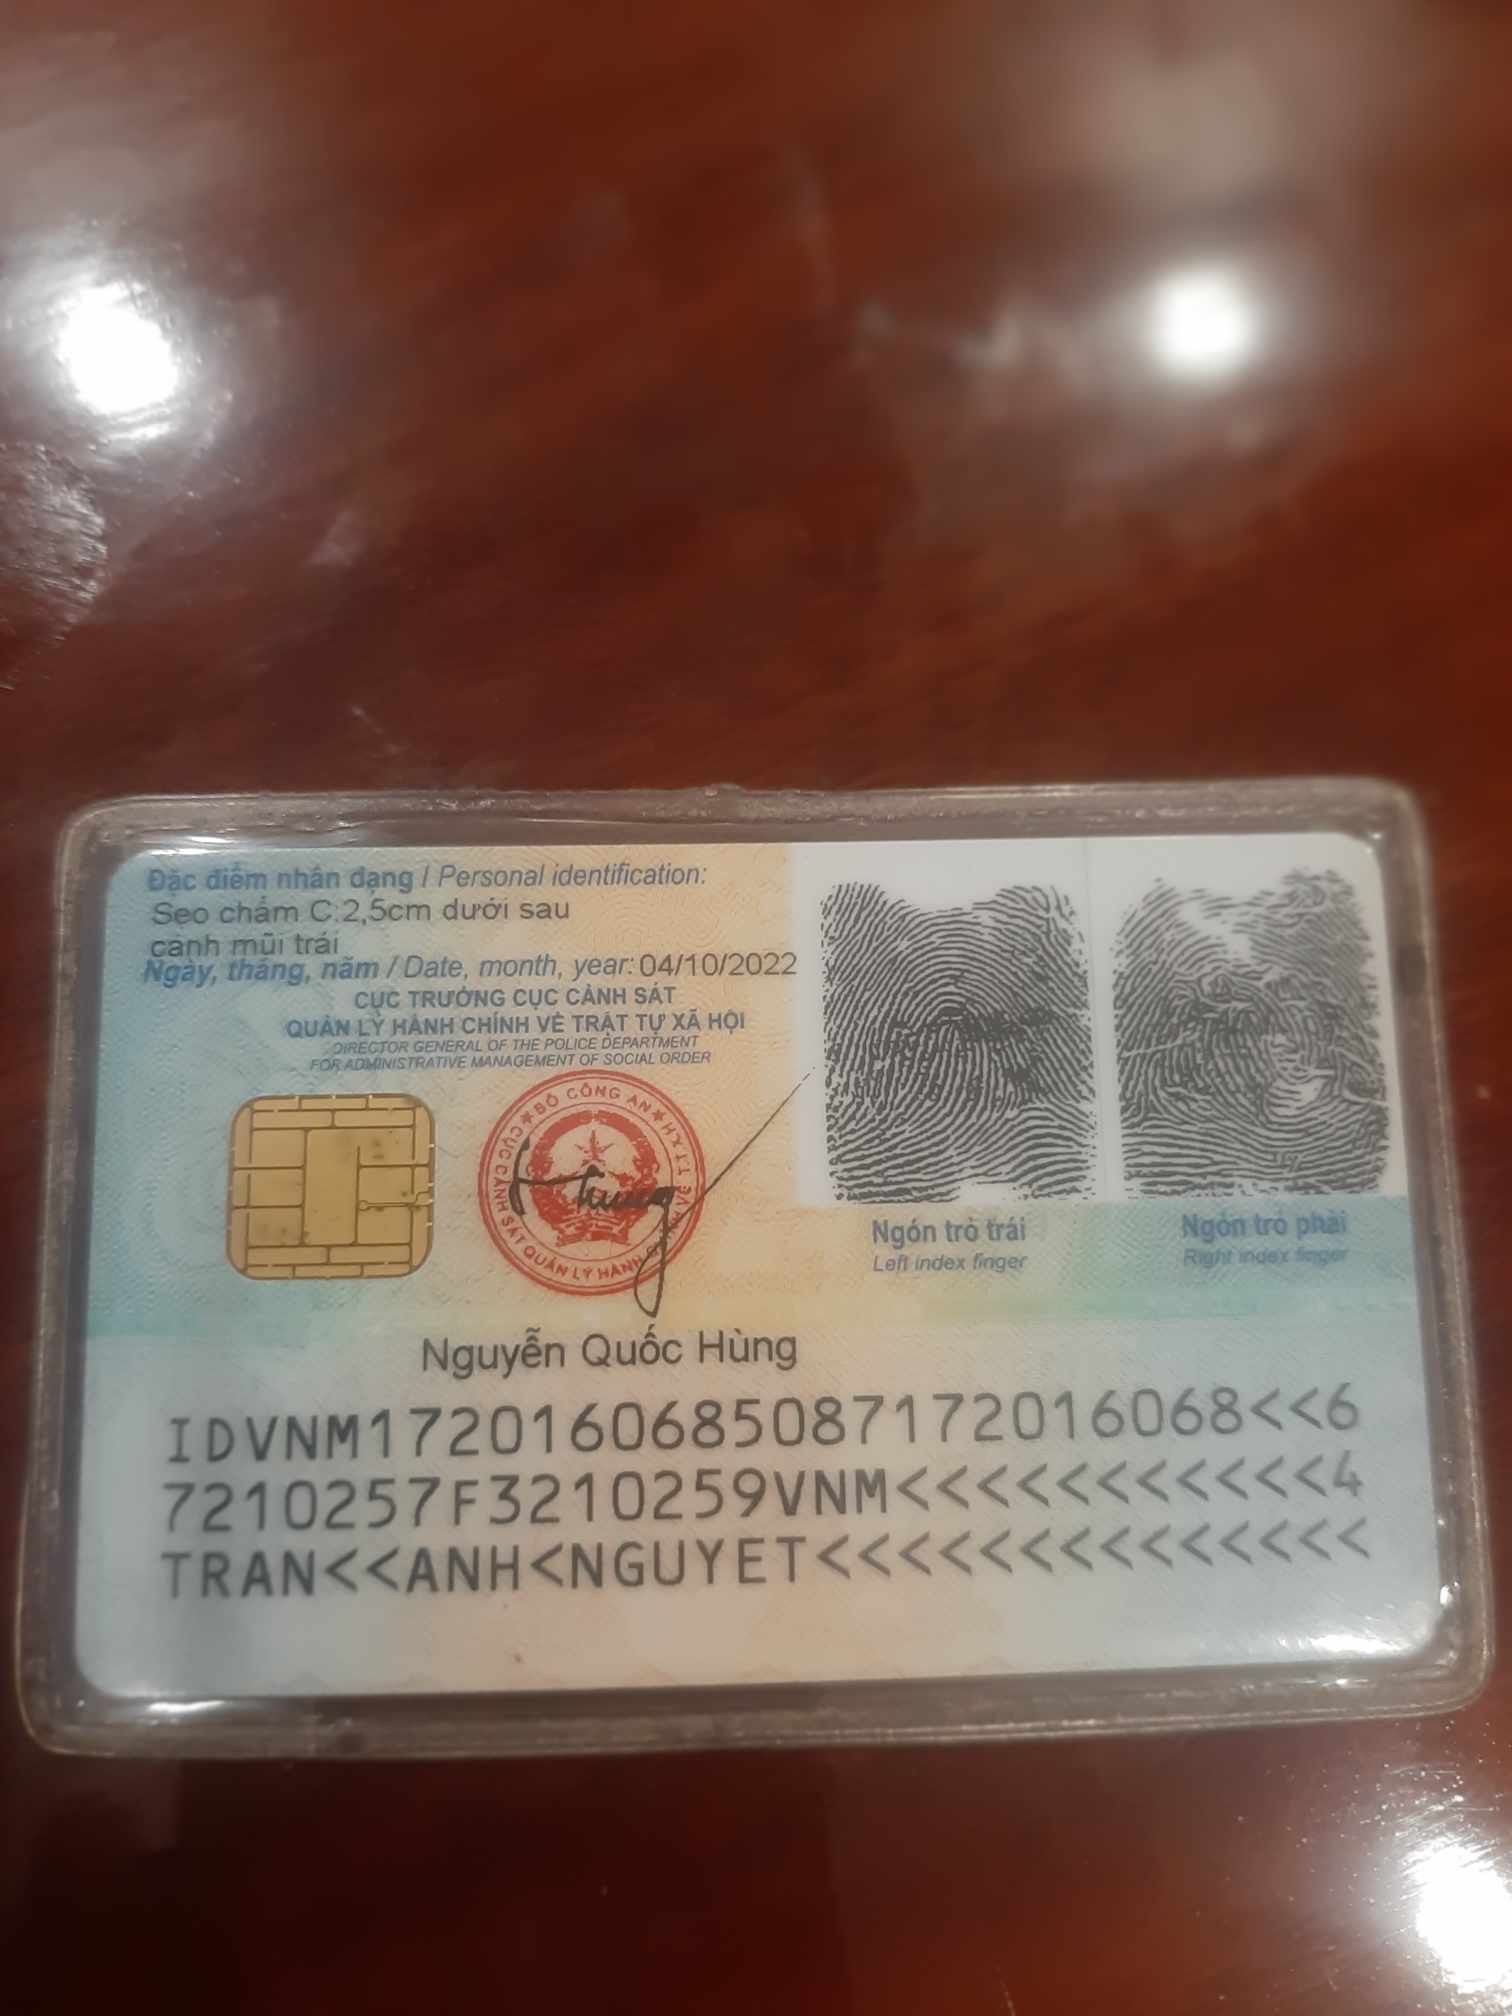 Đặc điểm nhân dạng / Personal identification:
Sẹo chấm C:2,5cm dưới sau
cánh mũi trái
Ngày, tháng, năm / Date, month, year: 04/10/2022
CỤC TRƯỞNG CỤC CẢNH SÁT
QUẢN LÝ HÀNH CHÍNH VỀ TRẬT TỰ XÃ HỘI
DIRECTOR GENERAL OF THE POLICE DEPARTMENT
FOR ADMINISTRATIVE MANAGEMENT OF SOCIAL ORDER
BỘ CÔNG AN
CỤC CẢNH SÁT QUẢN LÝ HÀNH CHÍNH VỀ TTXH
Hùng
Ngón trỏ trái
Left index finger
Ngón trỏ phải
Right index finger
Nguyễn Quốc Hùng
IDVNM1720160685087172016068<<6
7210257F3210259VNM<<<<<<<<<<<4
TRAN<<ANH<NGUYET<<<<<<<<<<<<<<